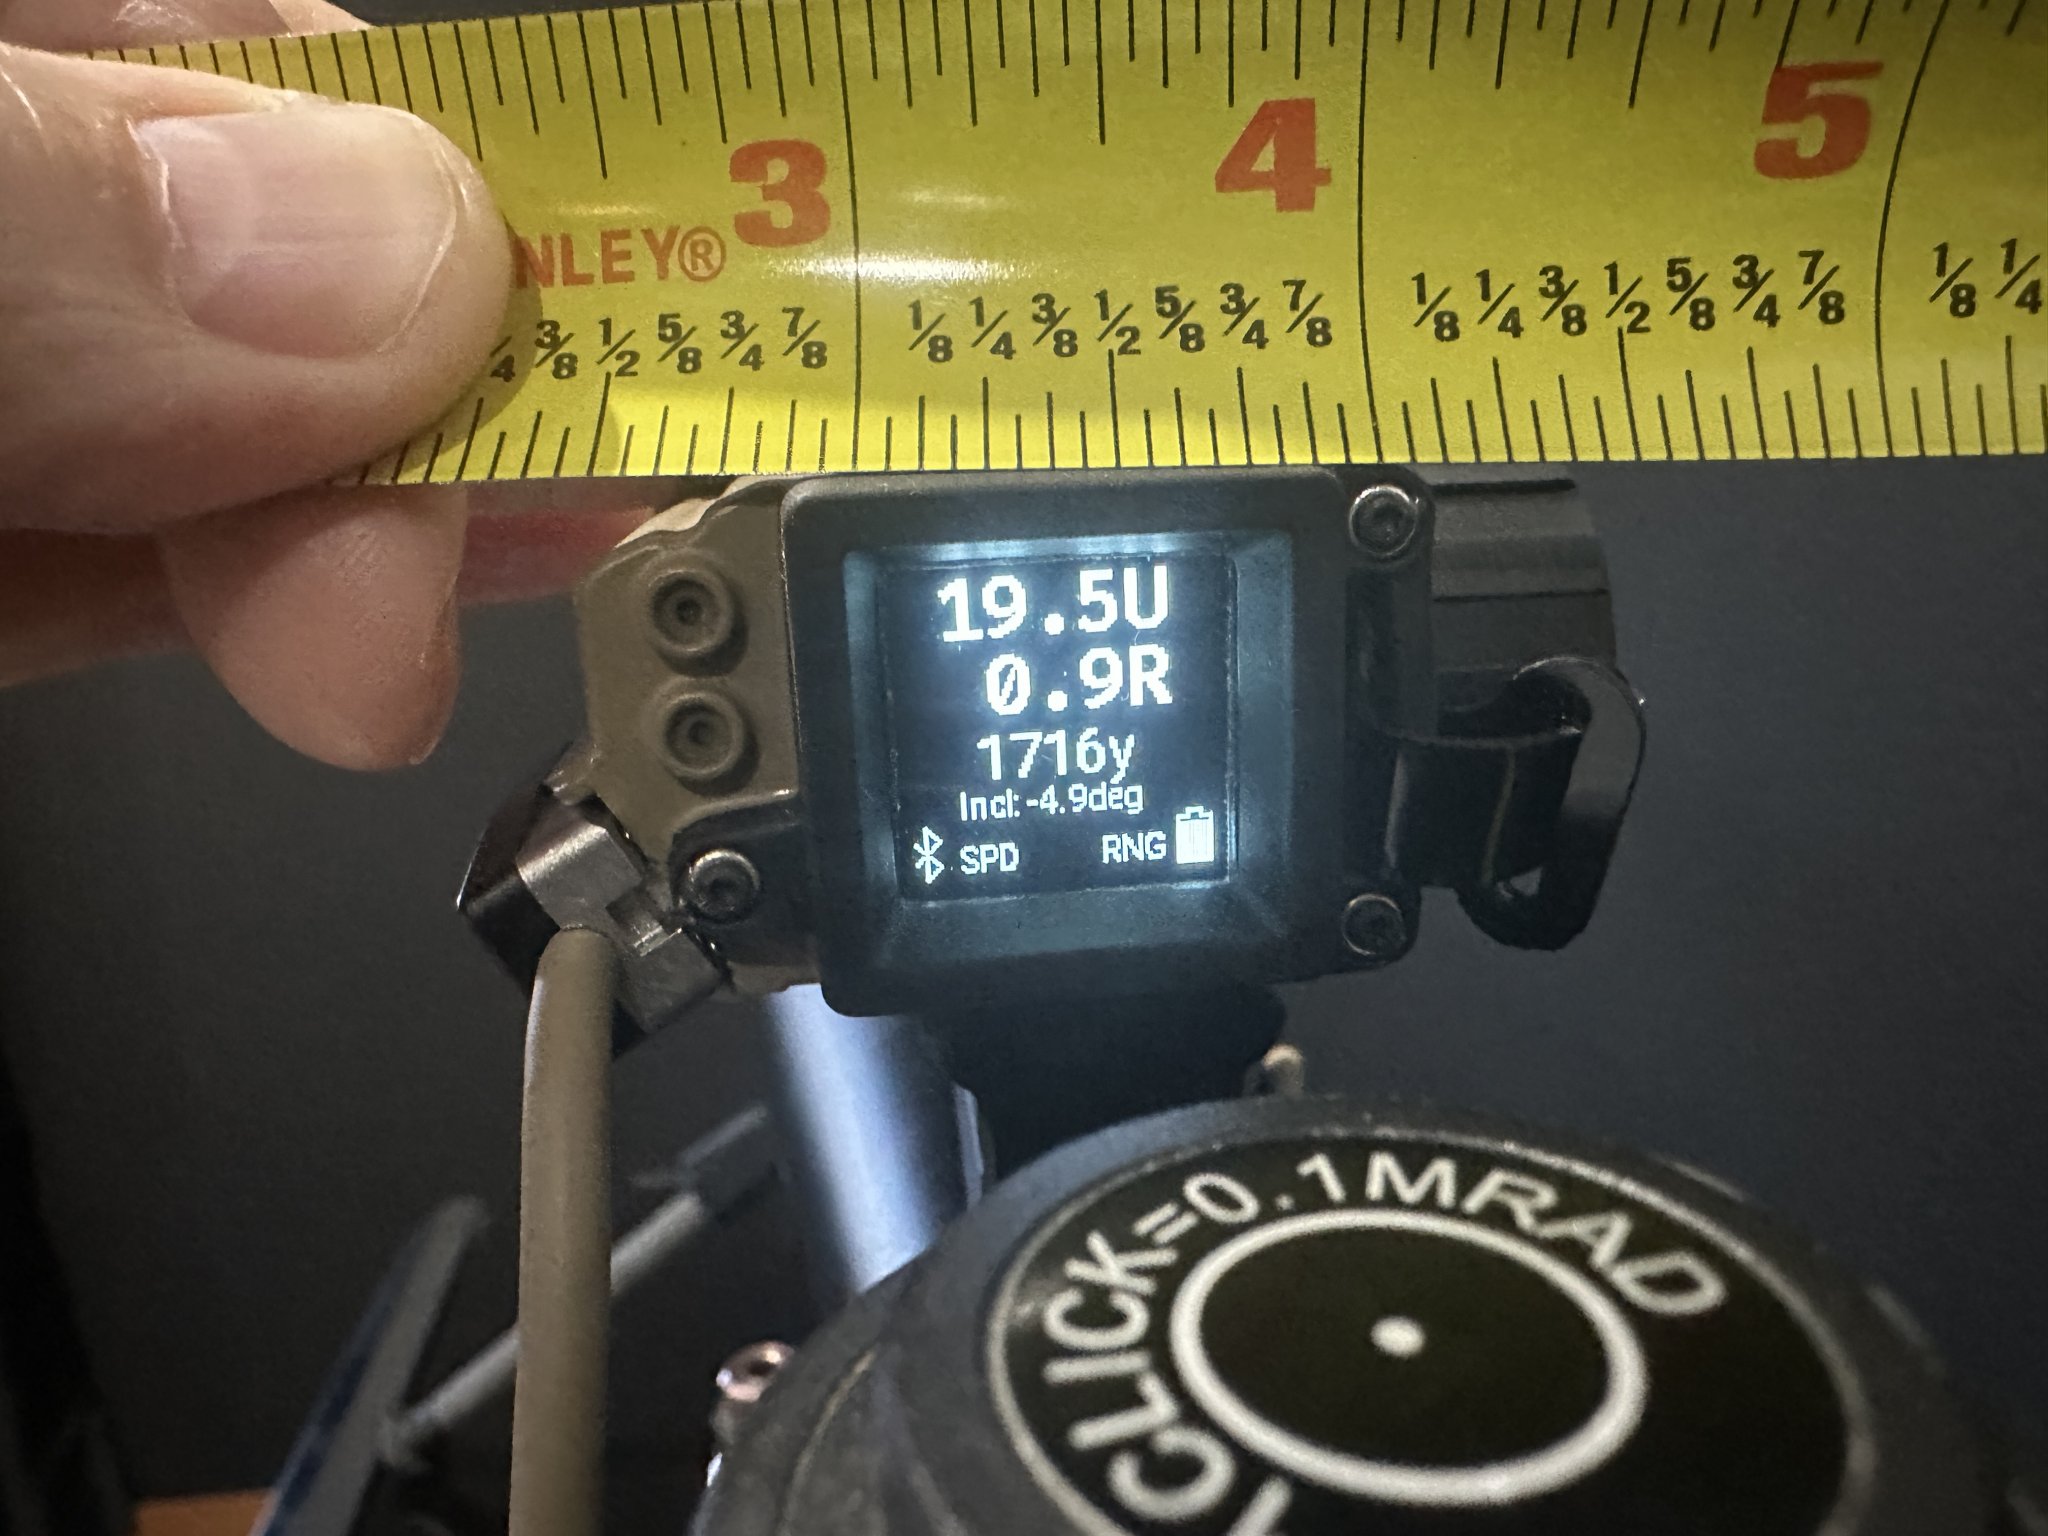 3 4 5
NLEY®
/4 3/8 1/2 5/8 3/4 7/8 1/8 1/4 3/8 1/2 5/8 3/4 7/8 1/8 1/4 3/8 1/2 5/8 3/4 7/8 1/8 1/4
19.5U
0.9R
1716y
Incl:-4.9deg
SPD RNG
CLICK=0.1MRAD